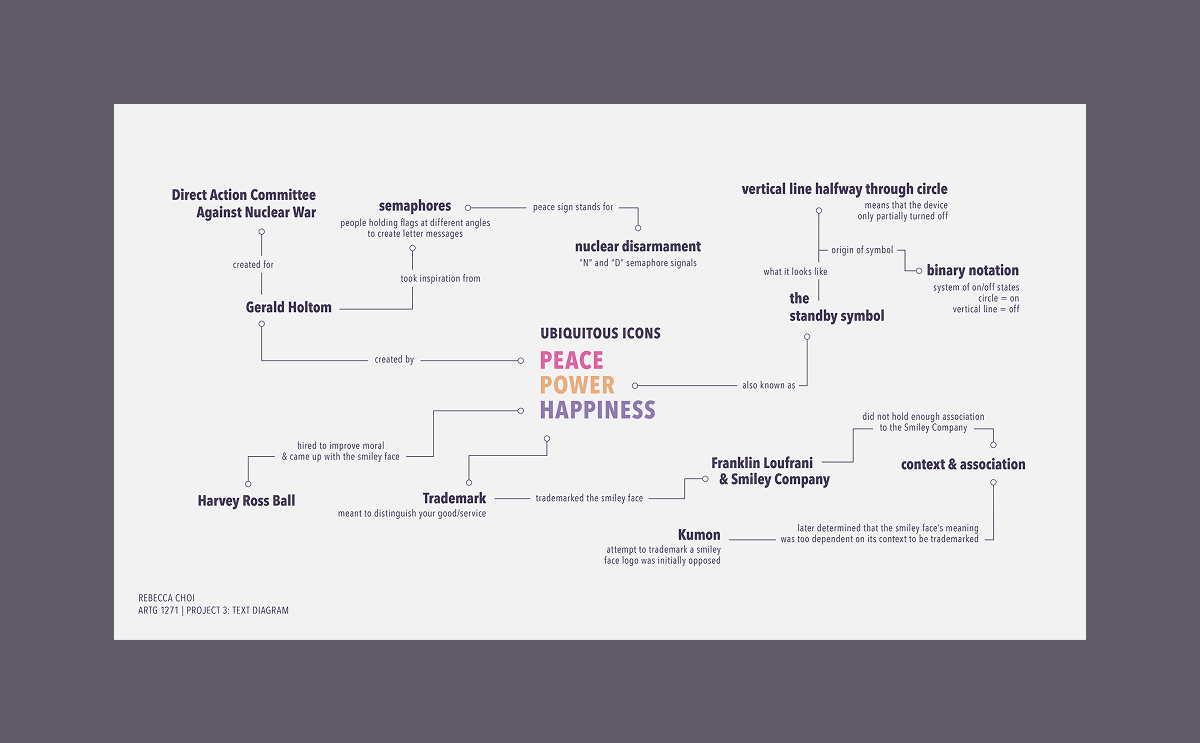 Direct Action Committee
Against Nuclear War
created for
Gerald Holtom
semaphores
people holding flags at different angles
to create letter messages
took inspiration from
peace sign stands for
nuclear disarmament
"N" and "D" semaphore signals
vertical line halfway through circle
means that the device
only partially turned off
origin of symbol
what it looks like
binary notation
system of on/off states
circle = on
vertical line = off
the
standby symbol
UBIQUITOUS ICONS
PEACE
POWER
HAPPINESS
created by
also known as
hired to improve moral
& came up with the smiley face
Harvey Ross Ball
Trademark
meant to distinguish your good/service
trademarked the smiley face
Franklin Loufrani
& Smiley Company
did not hold enough association
to the Smiley Company
context & association
Kumon
attempt to trademark a smiley
face logo was initially opposed
later determined that the smiley face's meaning
was too dependent on its context to be trademarked
REBECCA CHOI
ARTG 1271 | PROJECT 3: TEXT DIAGRAM